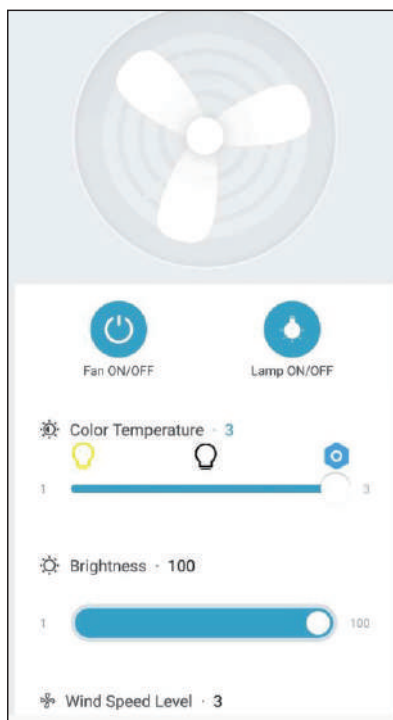 Fan ON/OFF Lamp ON/OFF
Color Temperature · 3
1 3
Brightness · 100
1 100
Wind Speed Level · 3